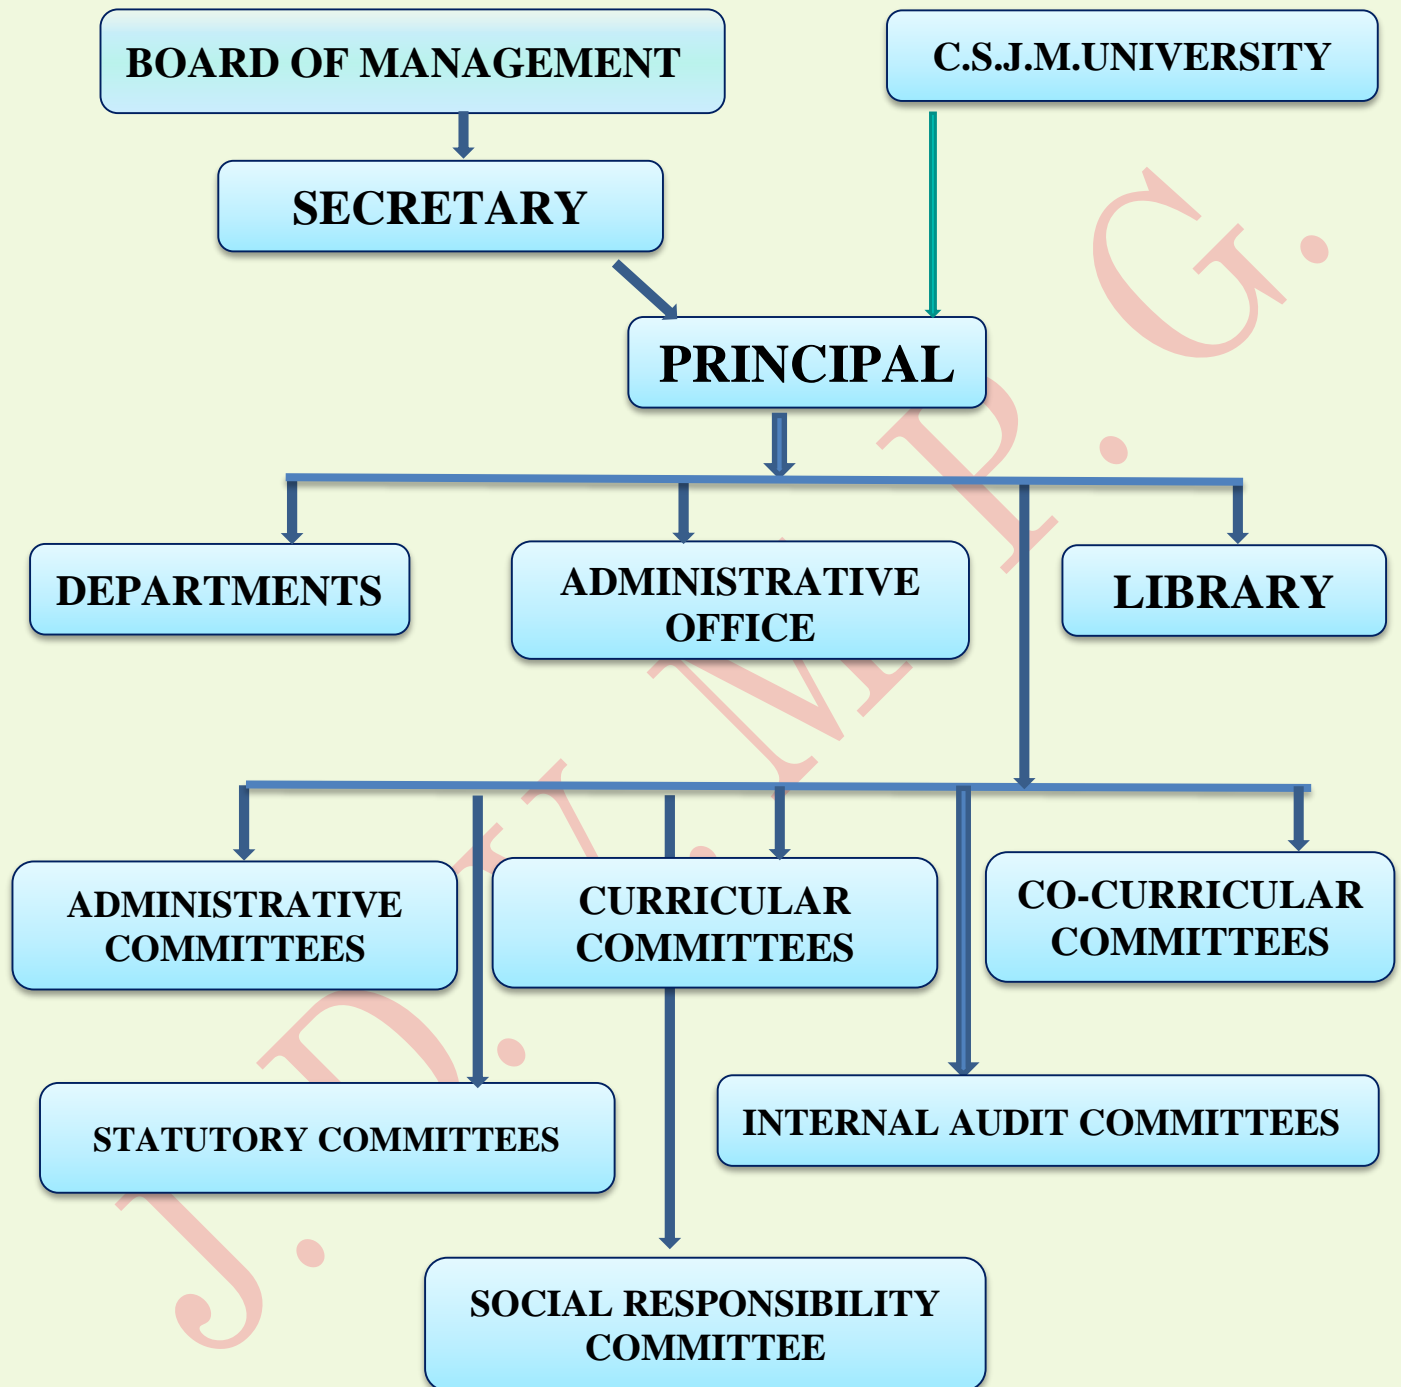 BOARD OF MANAGEMENT
C.S.J.M.UNIVERSITY
SECRETARY
PRINCIPAL
DEPARTMENTS
ADMINISTRATIVE
OFFICE
LIBRARY
ADMINISTRATIVE
COMMITTEES
CURRICULAR
COMMITTEES
CO-CURRICULAR
COMMITTEES
STATUTORY COMMITTEES
INTERNAL AUDIT COMMITTEES
SOCIAL RESPONSIBILITY
COMMITTEE
J.D.V.M.P.G.